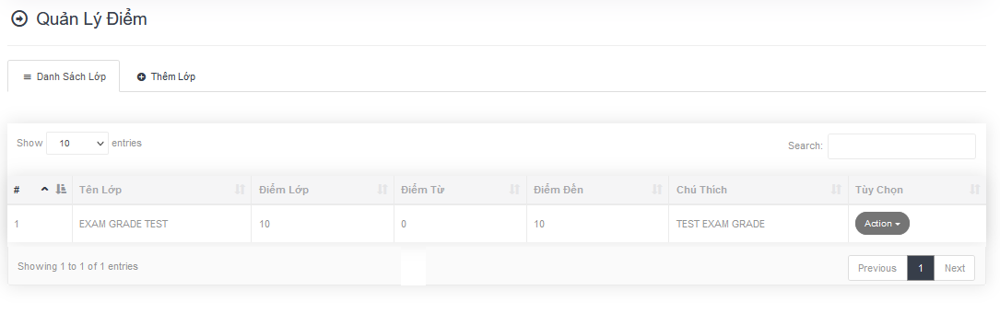 Quản Lý Điểm
Danh Sách Lớp Thêm Lớp
Show 10 entries Search:
# Tên Lớp Điểm Lớp Điểm Từ Điểm Đến Chú Thích Tùy Chọn
1 EXAM GRADE TEST 10 0 10 TEST EXAM GRADE Action
Showing 1 to 1 of 1 entries Previous 1 Next